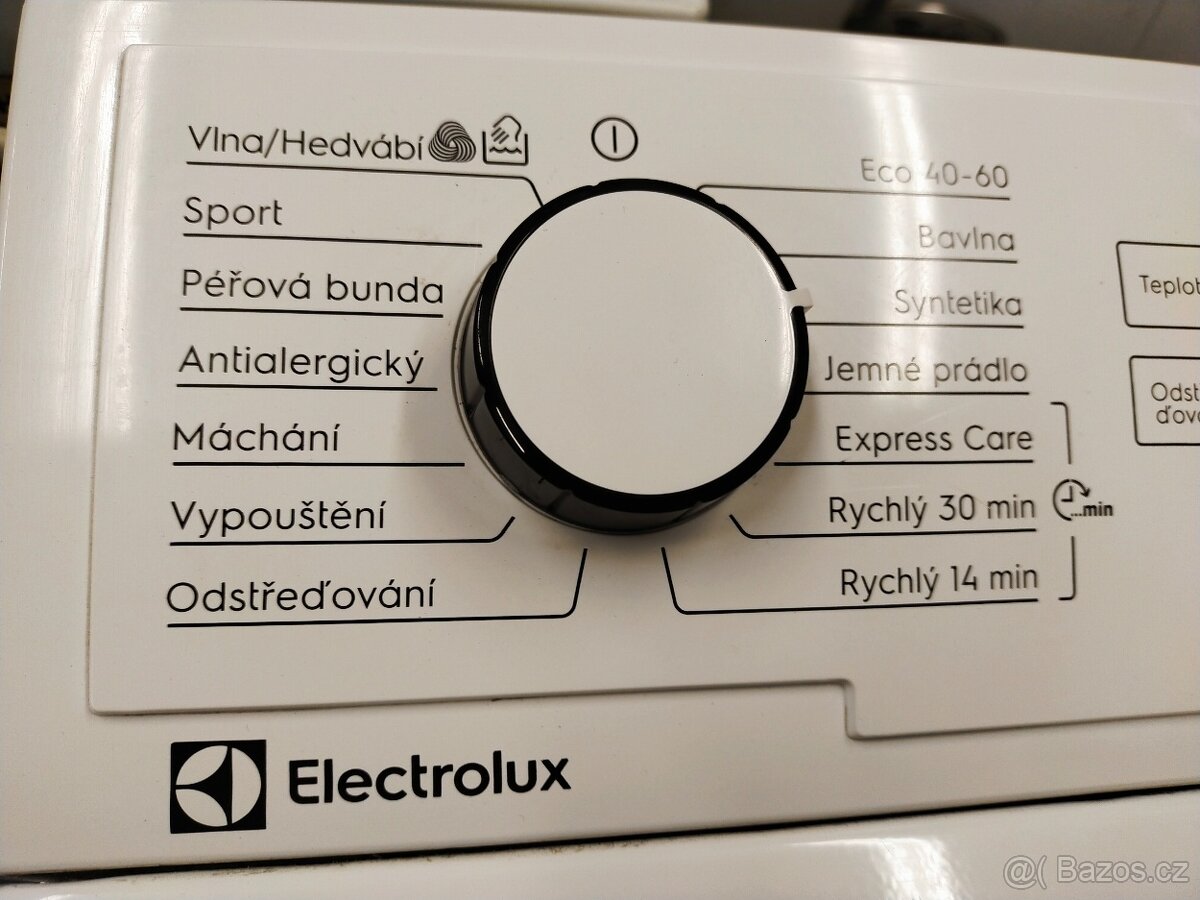 Vlna/Hedvábí
Sport
Péřová bunda
Antialergický
Máchání
Vypouštění
Odstřeďování
Eco 40-60
Bavlna
Syntetika
Jemné prádlo
Express Care
Rychlý 30 min
...min
Rychlý 14 min
Electrolux
@( Bazos.cz